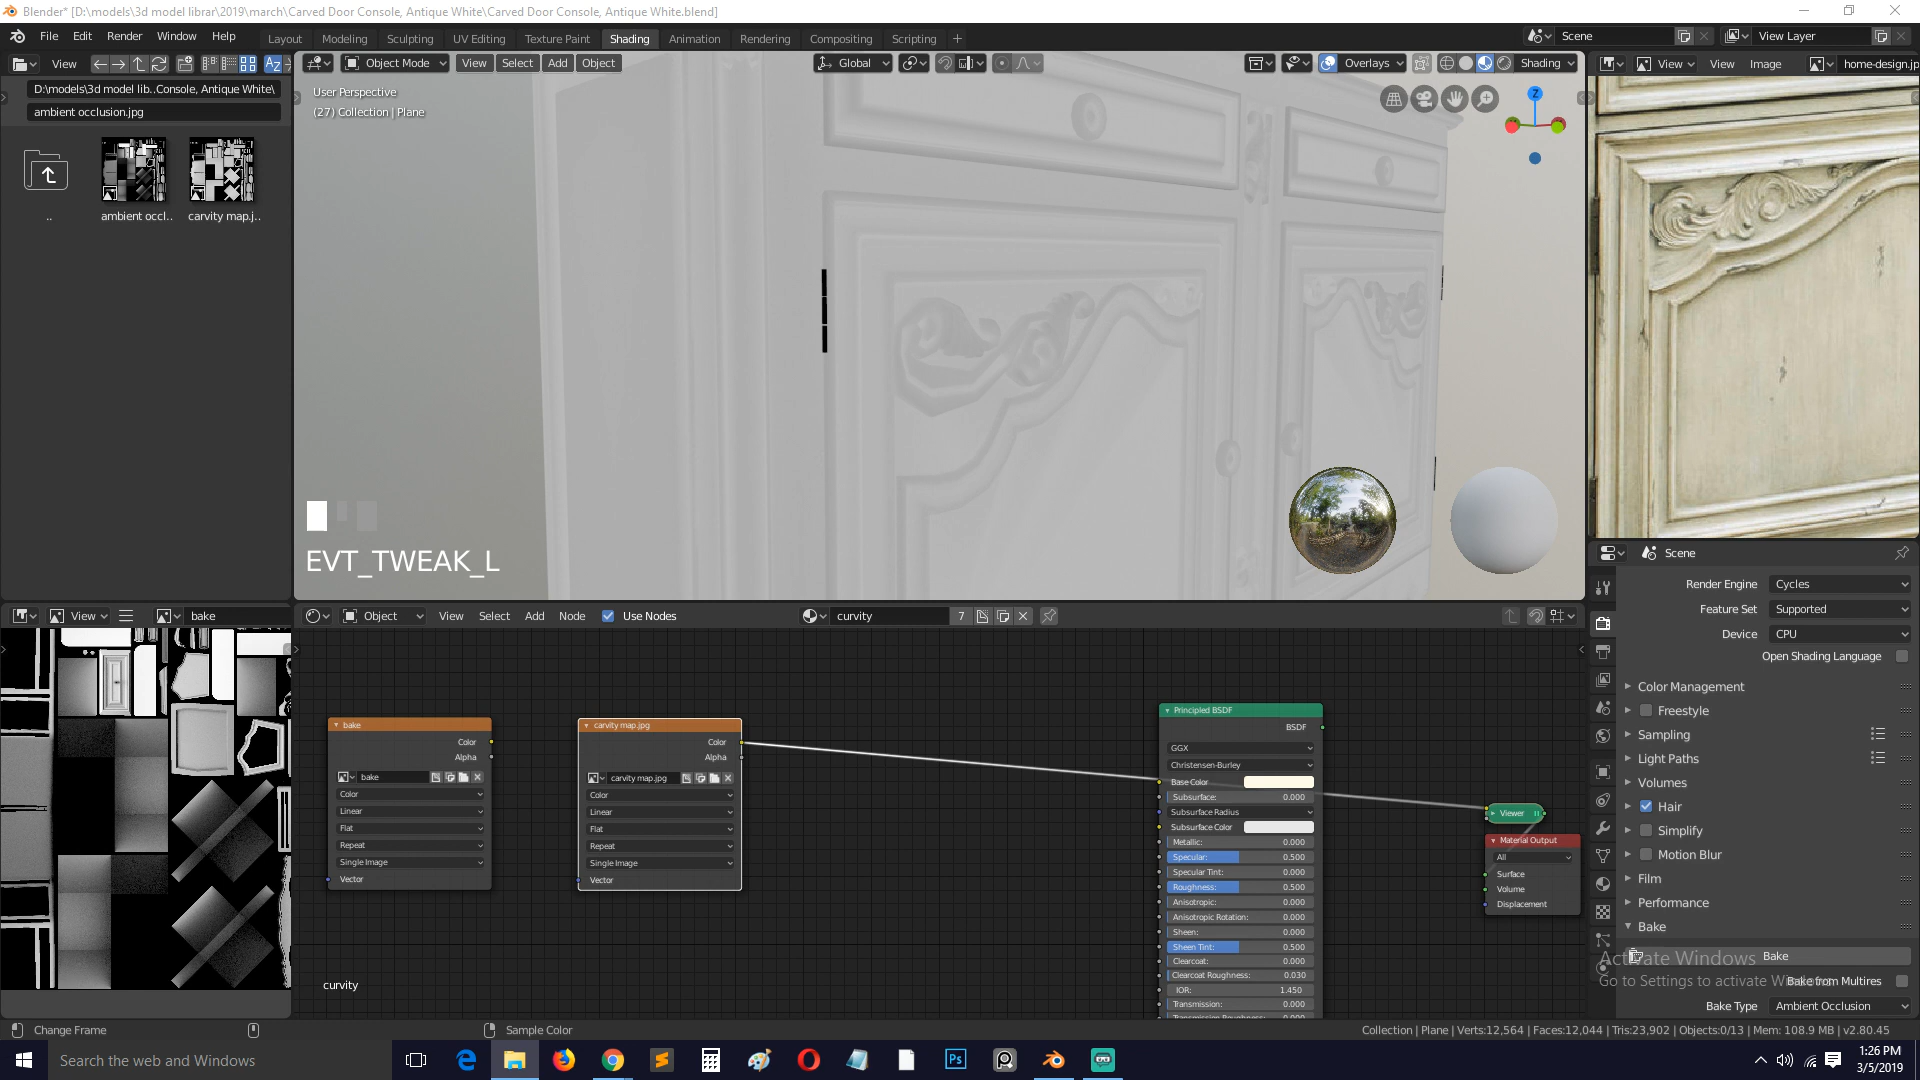 Blender* [D:\models\3d model librar\2019\march\Carved Door Console, Antique White\Carved Door Console, Antique White.blend]
File Edit Render Window Help
Layout Modeling Sculpting UV Editing Texture Paint Shading Animation Rendering Compositing Scripting +
Scene
View Layer
View
D:\models\3d model lib..Console, Antique White\
ambient occlusion.jpg
..
ambient occl..
carvity map.j..
Object Mode View Select Add Object
Global
Overlays
Shading
User Perspective
(27) Collection | Plane
Z
EVT_TWEAK_L
View View Image home-design.jp
View bake
Object View Select Add Node Use Nodes
curvity 7
bake
Color
Alpha
bake
Color
Linear
Flat
Repeat
Single Image
Vector
carvity map.jpg
Color
Alpha
carvity map.jpg
Color
Linear
Flat
Repeat
Single Image
Vector
Principled BSDF
BSDF
GGX
Christensen-Burley
Base Color
Subsurface: 0.000
Subsurface Radius
Subsurface Color
Metallic: 0.000
Specular: 0.500
Specular Tint: 0.000
Roughness: 0.500
Anisotropic: 0.000
Anisotropic Rotation: 0.000
Sheen: 0.000
Sheen Tint: 0.500
Clearcoat: 0.000
Clearcoat Roughness: 0.030
IOR: 1.450
Transmission: 0.000
Transmission Roughness: 0.000
Viewer
Material Output
All
Surface
Volume
Displacement
curvity
Scene
Render Engine Cycles
Feature Set Supported
Device CPU
Open Shading Language
Color Management
Freestyle
Sampling
Light Paths
Volumes
Hair
Simplify
Motion Blur
Film
Performance
Bake
Bake
Activate Windows
Go to Settings to activate Windows.
Bake from Multires
Bake Type Ambient Occlusion
Change Frame
Sample Color
Collection | Plane | Verts:12,564 | Faces:12,044 | Tris:23,902 | Objects:0/13 | Mem: 108.9 MB | v2.80.45
Search the web and Windows
Ps
1:26 PM
3/5/2019